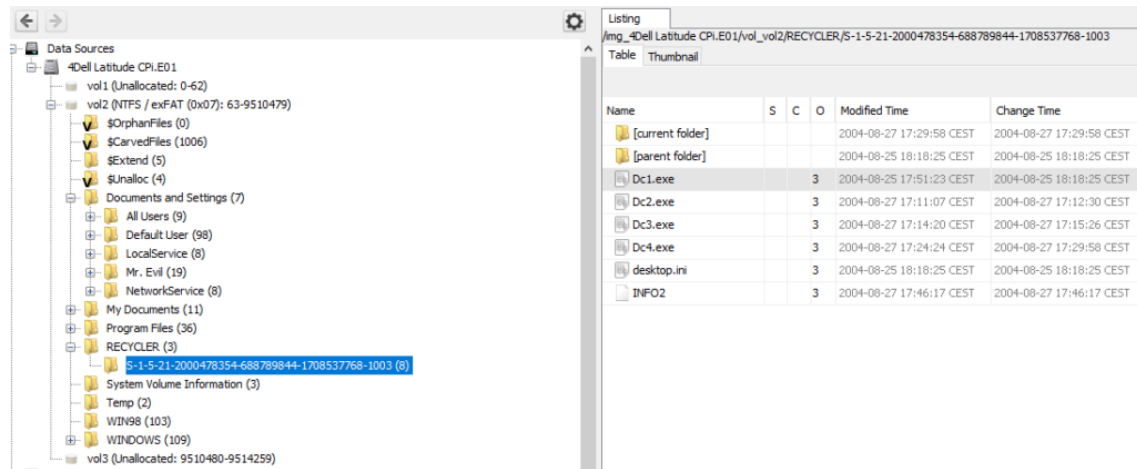 Data Sources
4Dell Latitude CPi.E01
vol1 (Unallocated: 0-62)
vol2 (NTFS / exFAT (0x07): 63-9510479)
$OrphanFiles (0)
$CarvedFiles (1006)
$Extend (5)
$Unalloc (4)
Documents and Settings (7)
All Users (9)
Default User (98)
LocalService (8)
Mr. Evil (19)
NetworkService (8)
My Documents (11)
Program Files (36)
RECYCLER (3)
S-1-5-21-2000478354-688789844-1708537768-1003 (8)
System Volume Information (3)
Temp (2)
WIN98 (103)
WINDOWS (109)
vol3 (Unallocated: 9510480-9514259)
Listing
/img_4Dell Latitude CPi.E01/vol_vol2/RECYCLER/S-1-5-21-2000478354-688789844-1708537768-1003
Table Thumbnail
Name S C O Modified Time Change Time
[current folder] 2004-08-27 17:29:58 CEST 2004-08-27 17:29:58 CEST
[parent folder] 2004-08-25 18:18:25 CEST 2004-08-25 18:18:25 CEST
Dc1.exe 3 2004-08-25 17:51:23 CEST 2004-08-25 18:18:25 CEST
Dc2.exe 3 2004-08-27 17:11:07 CEST 2004-08-27 17:12:30 CEST
Dc3.exe 3 2004-08-27 17:14:20 CEST 2004-08-27 17:15:26 CEST
Dc4.exe 3 2004-08-27 17:24:24 CEST 2004-08-27 17:29:58 CEST
desktop.ini 3 2004-08-25 18:18:25 CEST 2004-08-25 18:18:25 CEST
INFO2 3 2004-08-27 17:46:17 CEST 2004-08-27 17:46:17 CEST